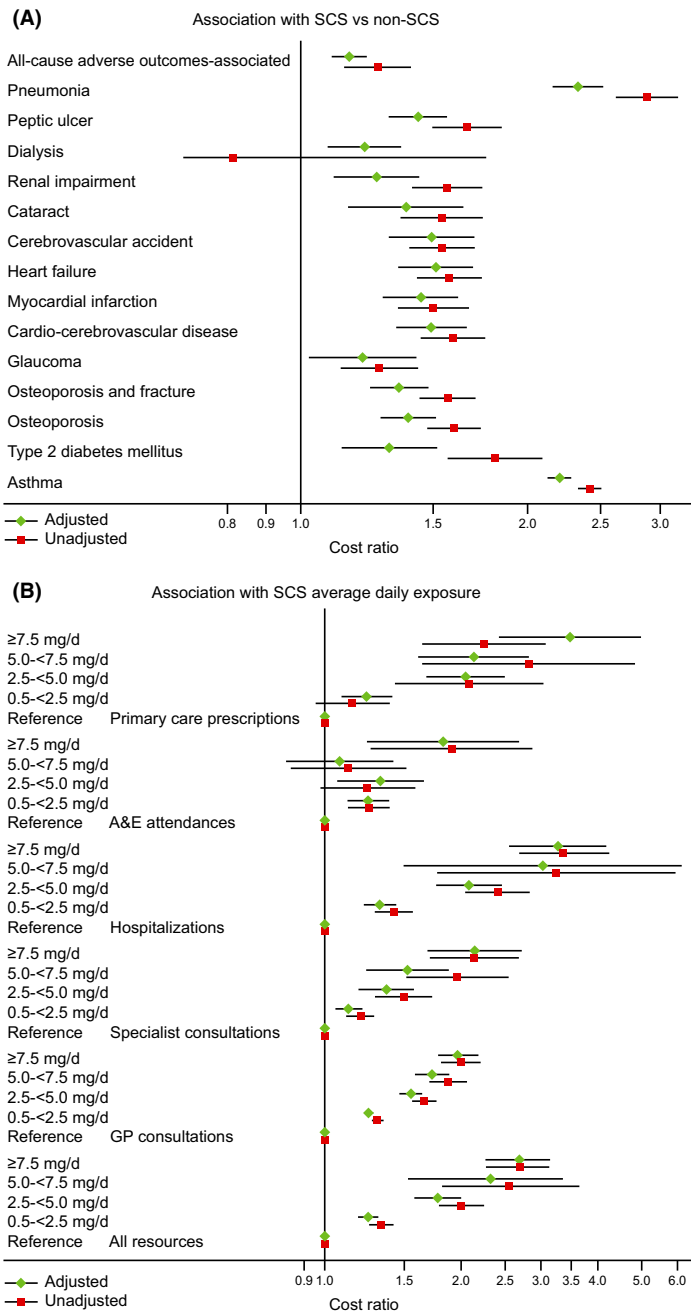 (A)
Association with SCS vs non-SCS
All-cause adverse outcomes-associated
Pneumonia
Peptic ulcer
Dialysis
Renal impairment
Cataract
Cerebrovascular accident
Heart failure
Myocardial infarction
Cardio-cerebrovascular disease
Glaucoma
Osteoporosis and fracture
Osteoporosis
Type 2 diabetes mellitus
Asthma
0.8 0.9 1.0 1.5 2.0 2.5 3.0
Adjusted
Unadjusted
Cost ratio
(B)
Association with SCS average daily exposure
≥7.5 mg/d
5.0-<7.5 mg/d
2.5-<5.0 mg/d
0.5-<2.5 mg/d
Reference Primary care prescriptions
≥7.5 mg/d
5.0-<7.5 mg/d
2.5-<5.0 mg/d
0.5-<2.5 mg/d
Reference A&E attendances
≥7.5 mg/d
5.0-<7.5 mg/d
2.5-<5.0 mg/d
0.5-<2.5 mg/d
Reference Hospitalizations
≥7.5 mg/d
5.0-<7.5 mg/d
2.5-<5.0 mg/d
0.5-<2.5 mg/d
Reference Specialist consultations
≥7.5 mg/d
5.0-<7.5 mg/d
2.5-<5.0 mg/d
0.5-<2.5 mg/d
Reference GP consultations
≥7.5 mg/d
5.0-<7.5 mg/d
2.5-<5.0 mg/d
0.5-<2.5 mg/d
Reference All resources
0.9 1.0 1.5 2.0 2.5 3.0 3.5 4.0 5.0 6.0
Adjusted
Unadjusted
Cost ratio